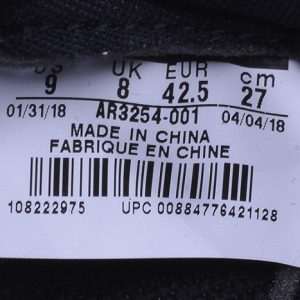 US UK EUR cm
9 8 42.5 27
01/31/18 AR3254-001 04/04/18
MADE IN CHINA
FABRIQUE EN CHINE
108222975 UPC 00884776421128